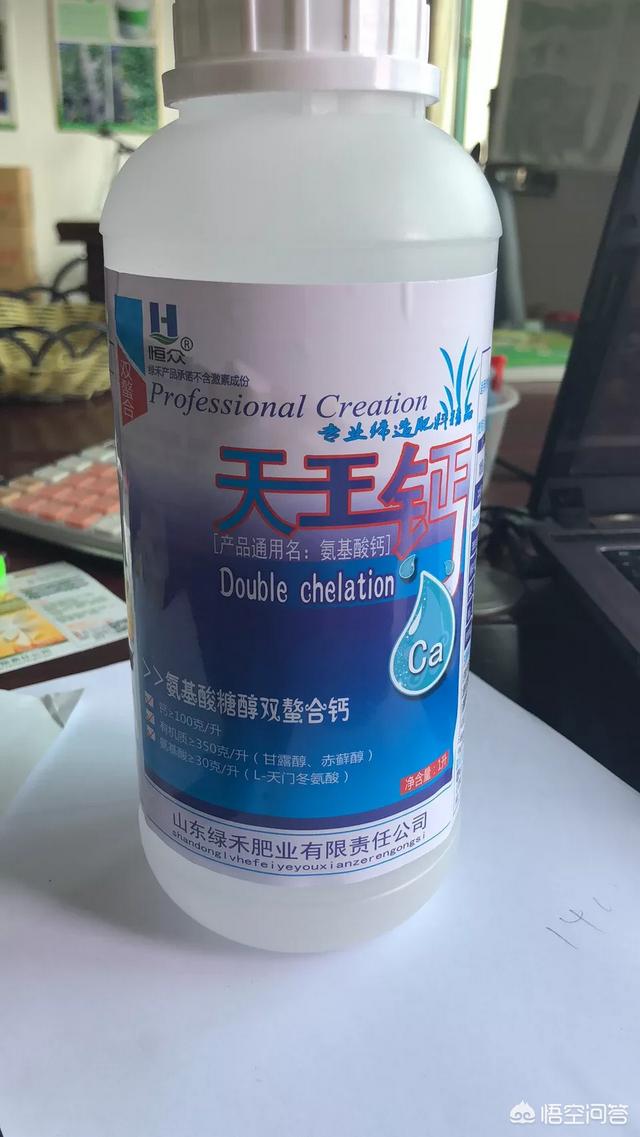 H
恒众®
绿禾产品承诺不含激素成份
双螯合
Professional Creation
专业缔造肥料精品
天王钙
[产品通用名：氨基酸钙]
Double chelation
Ca
>>氨基酸糖醇双螯合钙
钙≥100克/升
有机质≥350克/升（甘露醇、赤藓醇）
氨基酸≥30克/升（L-天门冬氨酸）
净含量：1升
山东绿禾肥业有限责任公司
shandonglvhefeiyeyouxianzerengongsi
悟空问答